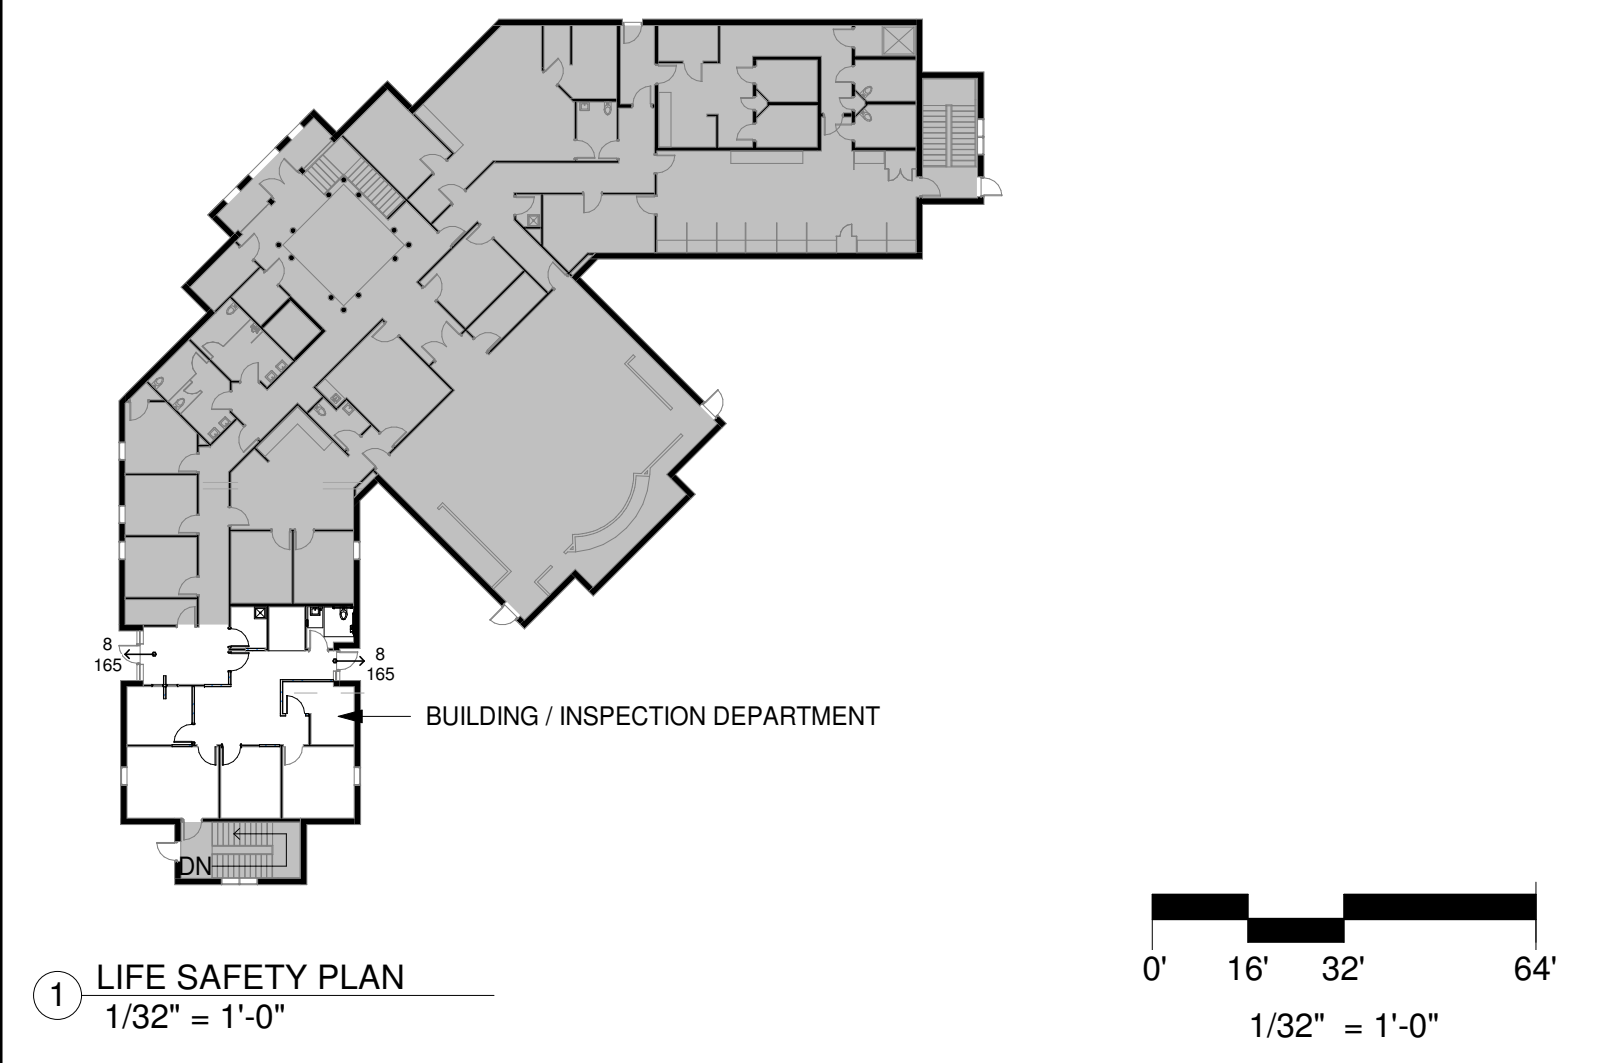 8
165
8
165
BUILDING / INSPECTION DEPARTMENT
DN
1
LIFE SAFETY PLAN
1/32" = 1'-0"
0' 16' 32' 64'
1/32" = 1'-0"